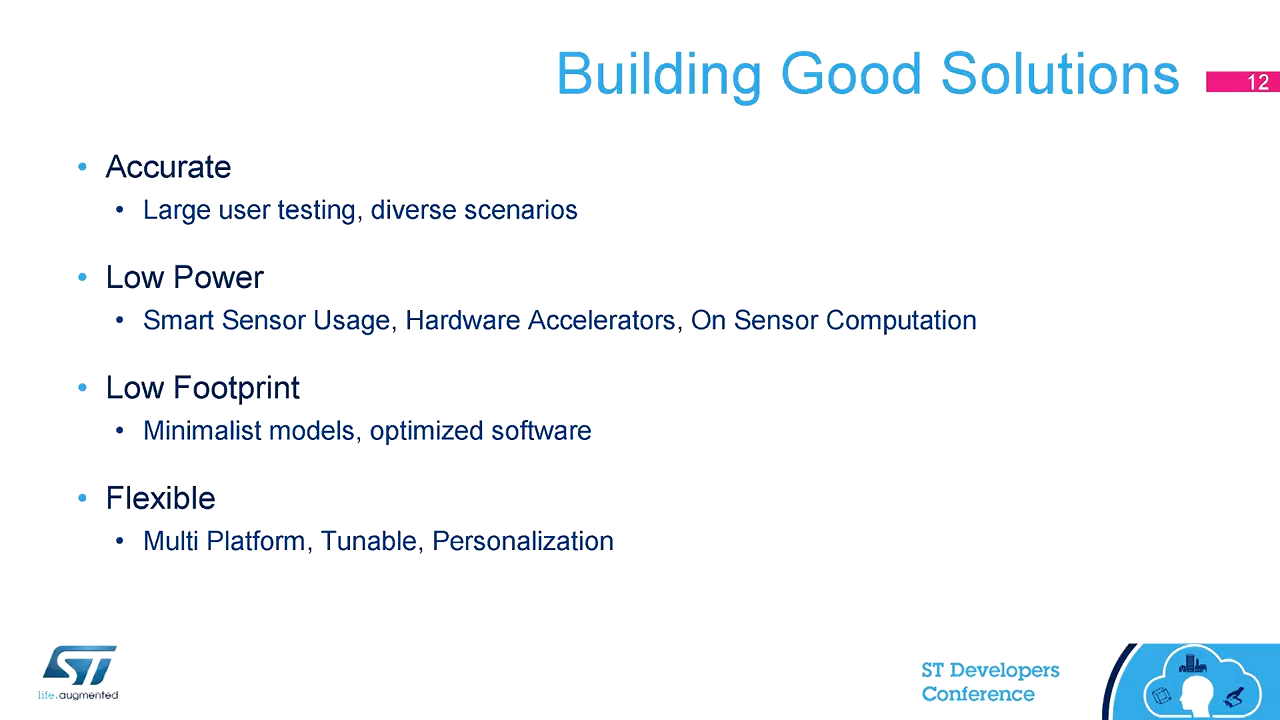 Building Good Solutions
12
• Accurate
• Large user testing, diverse scenarios
• Low Power
• Smart Sensor Usage, Hardware Accelerators, On Sensor Computation
• Low Footprint
• Minimalist models, optimized software
• Flexible
• Multi Platform, Tunable, Personalization
ST
life.augmented
ST Developers
Conference